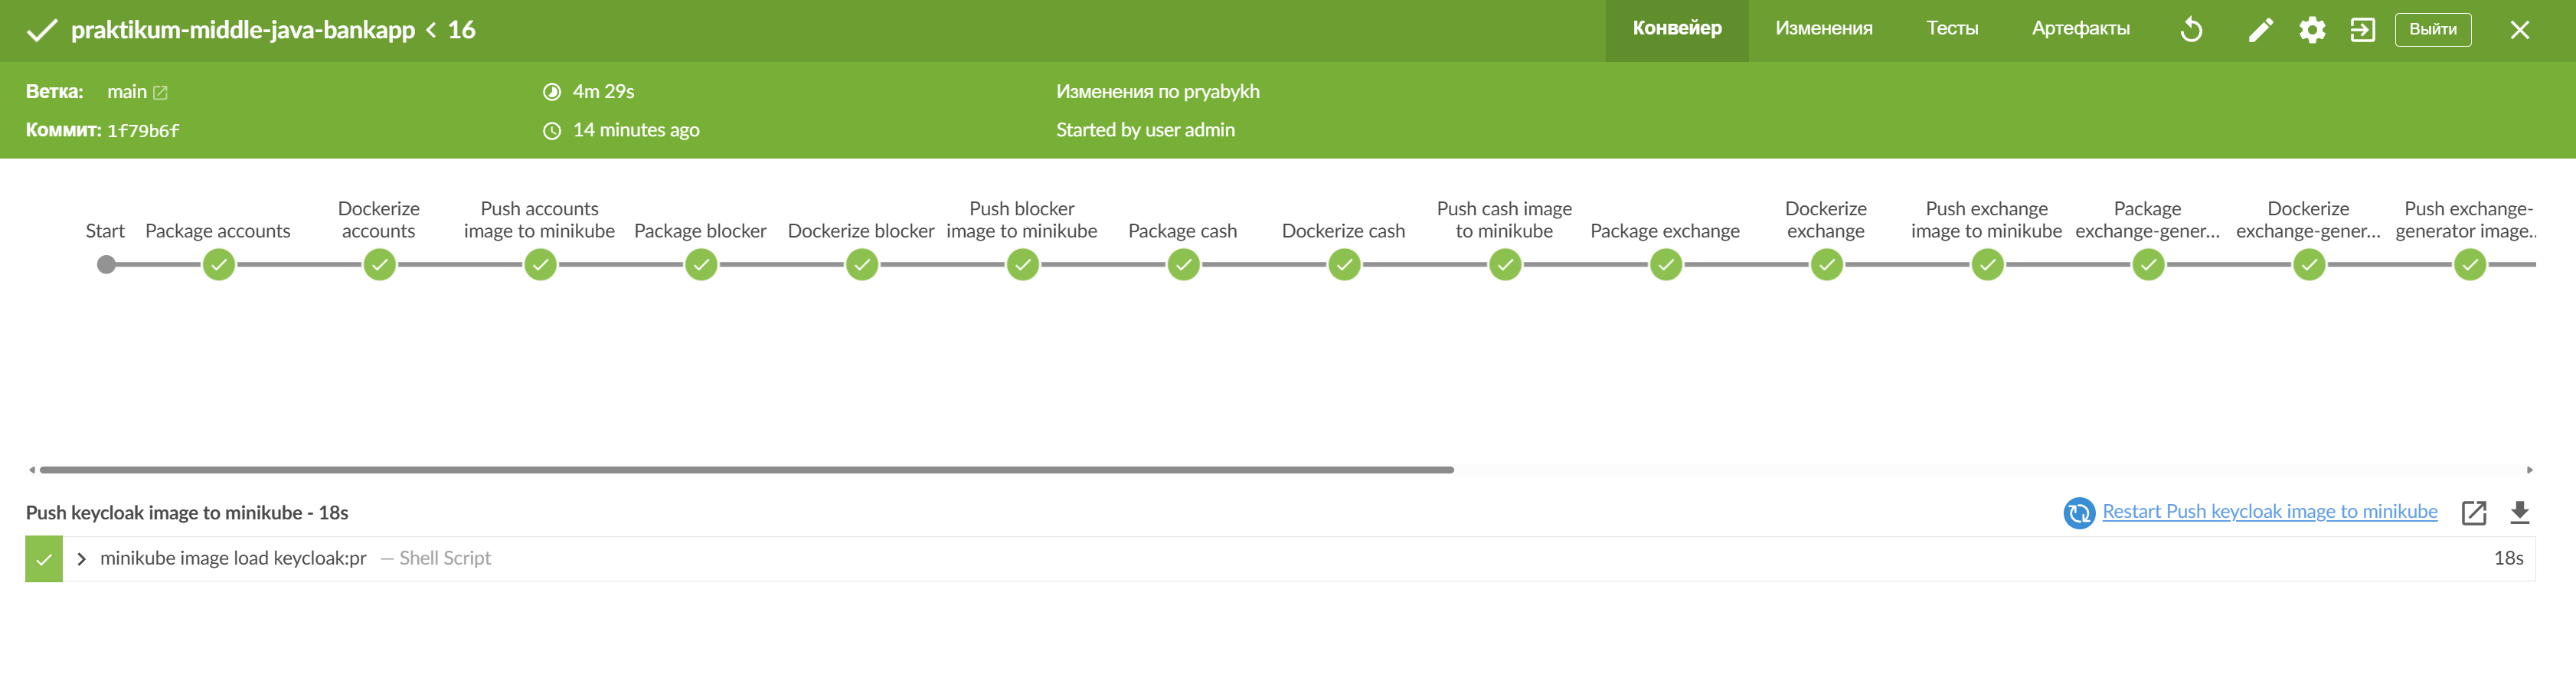 praktikum-middle-java-bankapp < 16
Конвейер Изменения Тесты Артефакты Выйти
Ветка: main 4m 29s Изменения по pryabykh
Коммит: 1f79b6f 14 minutes ago Started by user admin
Start
Package accounts
Dockerize
accounts
Push accounts
image to minikube
Package blocker
Dockerize blocker
Push blocker
image to minikube
Package cash
Dockerize cash
Push cash image
to minikube
Package exchange
Dockerize
exchange
Push exchange
image to minikube
Package
exchange-gener...
Dockerize
exchange-gener...
Push exchange-
generator image..
Push keycloak image to minikube - 18s
Restart Push keycloak image to minikube
minikube image load keycloak:pr — Shell Script 18s